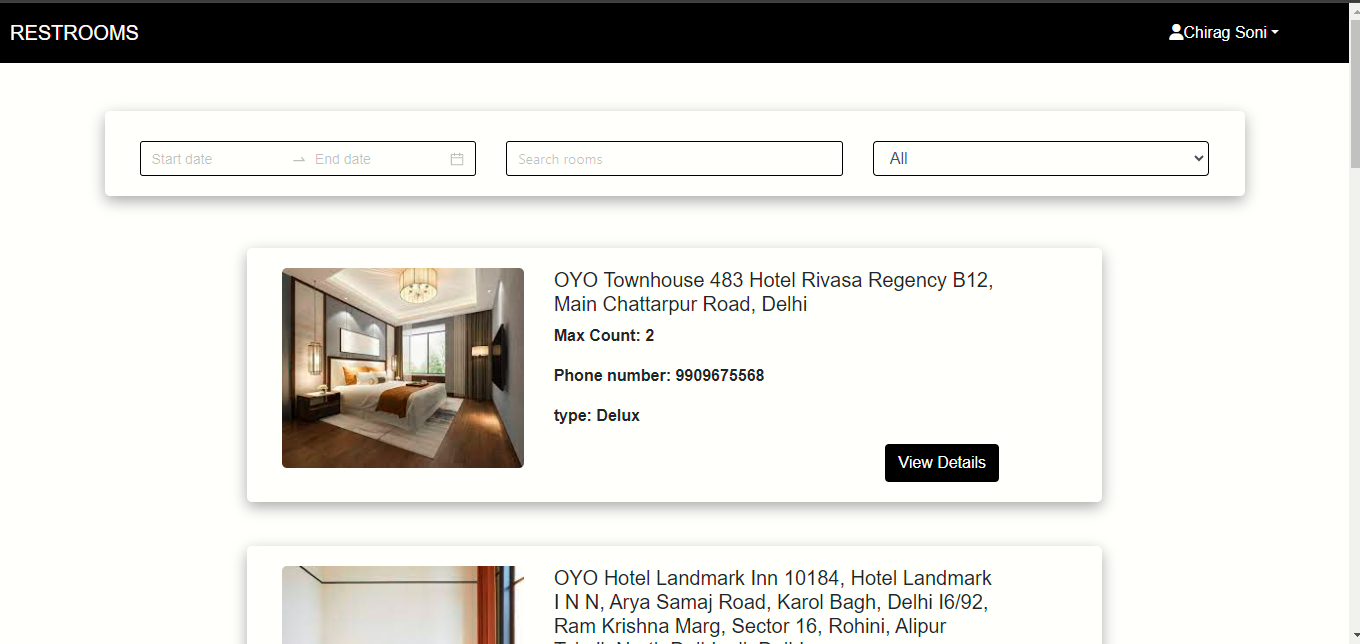 RESTROOMS
Chirag Soni
Start date
End date
Search rooms
All
OYO Townhouse 483 Hotel Rivasa Regency B12,
Main Chattarpur Road, Delhi
Max Count: 2
Phone number: 9909675568
type: Delux
View Details
OYO Hotel Landmark Inn 10184, Hotel Landmark
I N N, Arya Samaj Road, Karol Bagh, Delhi I6/92,
Ram Krishna Marg, Sector 16, Rohini, Alipur